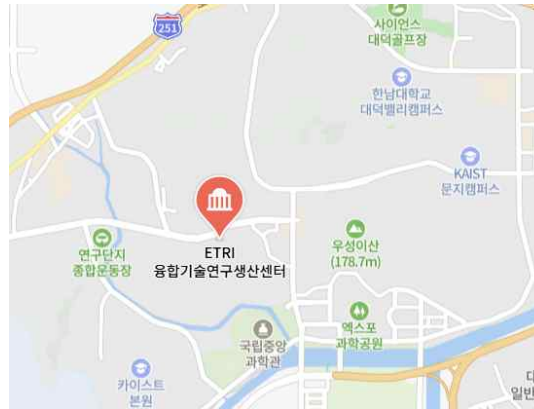 사이언스
대덕골프장
251
한남대학교
대덕밸리캠퍼스
KAIST
문지캠퍼스
ETRI
융합기술연구생산센터
연구단지
종합운동장
우성이산
(178.7m)
엑스포
과학공원
국립중앙
과학관
카이스트
본원
일반